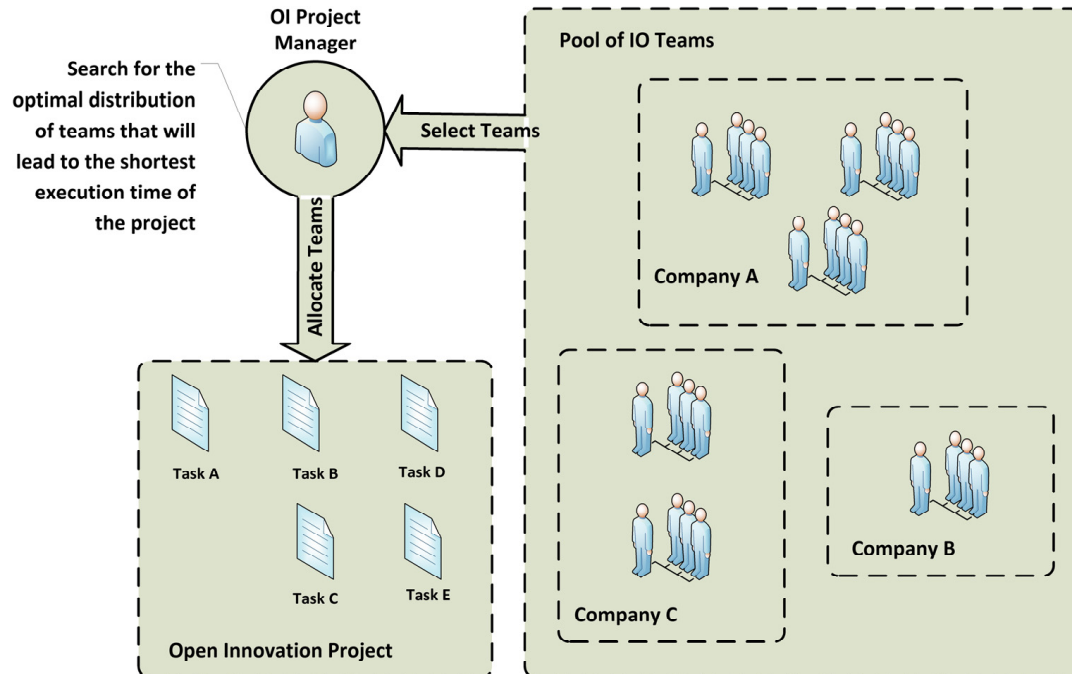 OI Project
Manager
Search for the
optimal distribution
of teams that will
lead to the shortest
execution time of
the project
Select Teams
Allocate Teams
Pool of IO Teams
Company A
Company C
Company B
Task A
Task B
Task D
Task C
Task E
Open Innovation Project